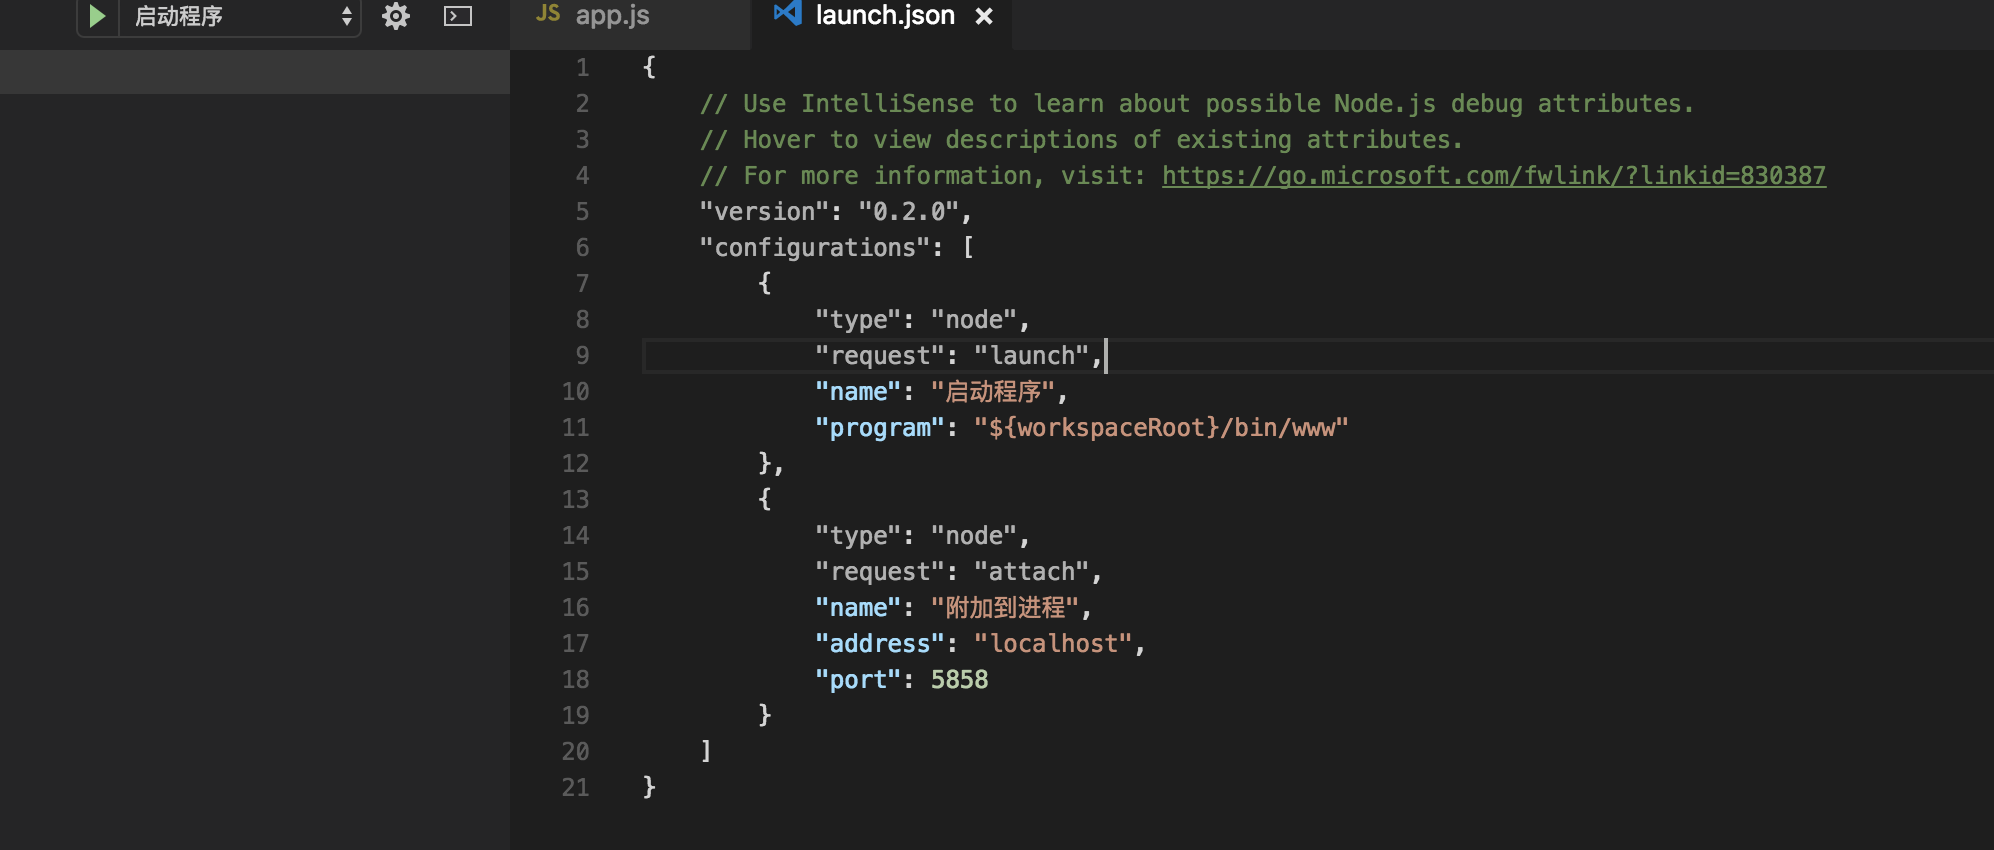 启动程序
JS app.js
launch.json
1 {
2 // Use IntelliSense to learn about possible Node.js debug attributes.
3 // Hover to view descriptions of existing attributes.
4 // For more information, visit: https://go.microsoft.com/fwlink/?linkid=830387
5 "version": "0.2.0",
6 "configurations": [
7 {
8 "type": "node",
9 "request": "launch",
10 "name": "启动程序",
11 "program": "${workspaceRoot}/bin/www"
12 },
13 {
14 "type": "node",
15 "request": "attach",
16 "name": "附加到进程",
17 "address": "localhost",
18 "port": 5858
19 }
20 ]
21 }